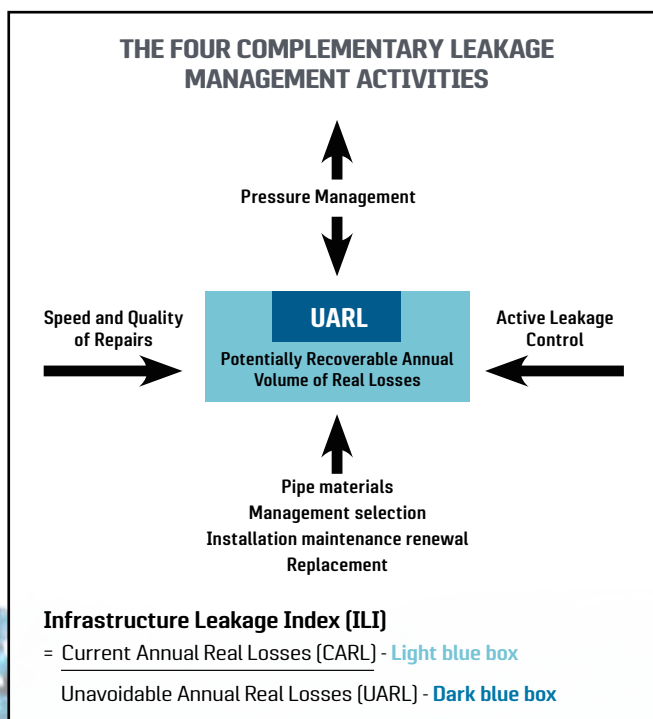 THE FOUR COMPLEMENTARY LEAKAGE
MANAGEMENT ACTIVITIES
Pressure Management
Speed and Quality
of Repairs
UARL
Potentially Recoverable Annual
Volume of Real Losses
Active Leakage
Control
Pipe materials
Management selection
Installation maintenance renewal
Replacement
Infrastructure Leakage Index (ILI)
= Current Annual Real Losses (CARL) - Light blue box
Unavoidable Annual Real Losses (UARL) - Dark blue box